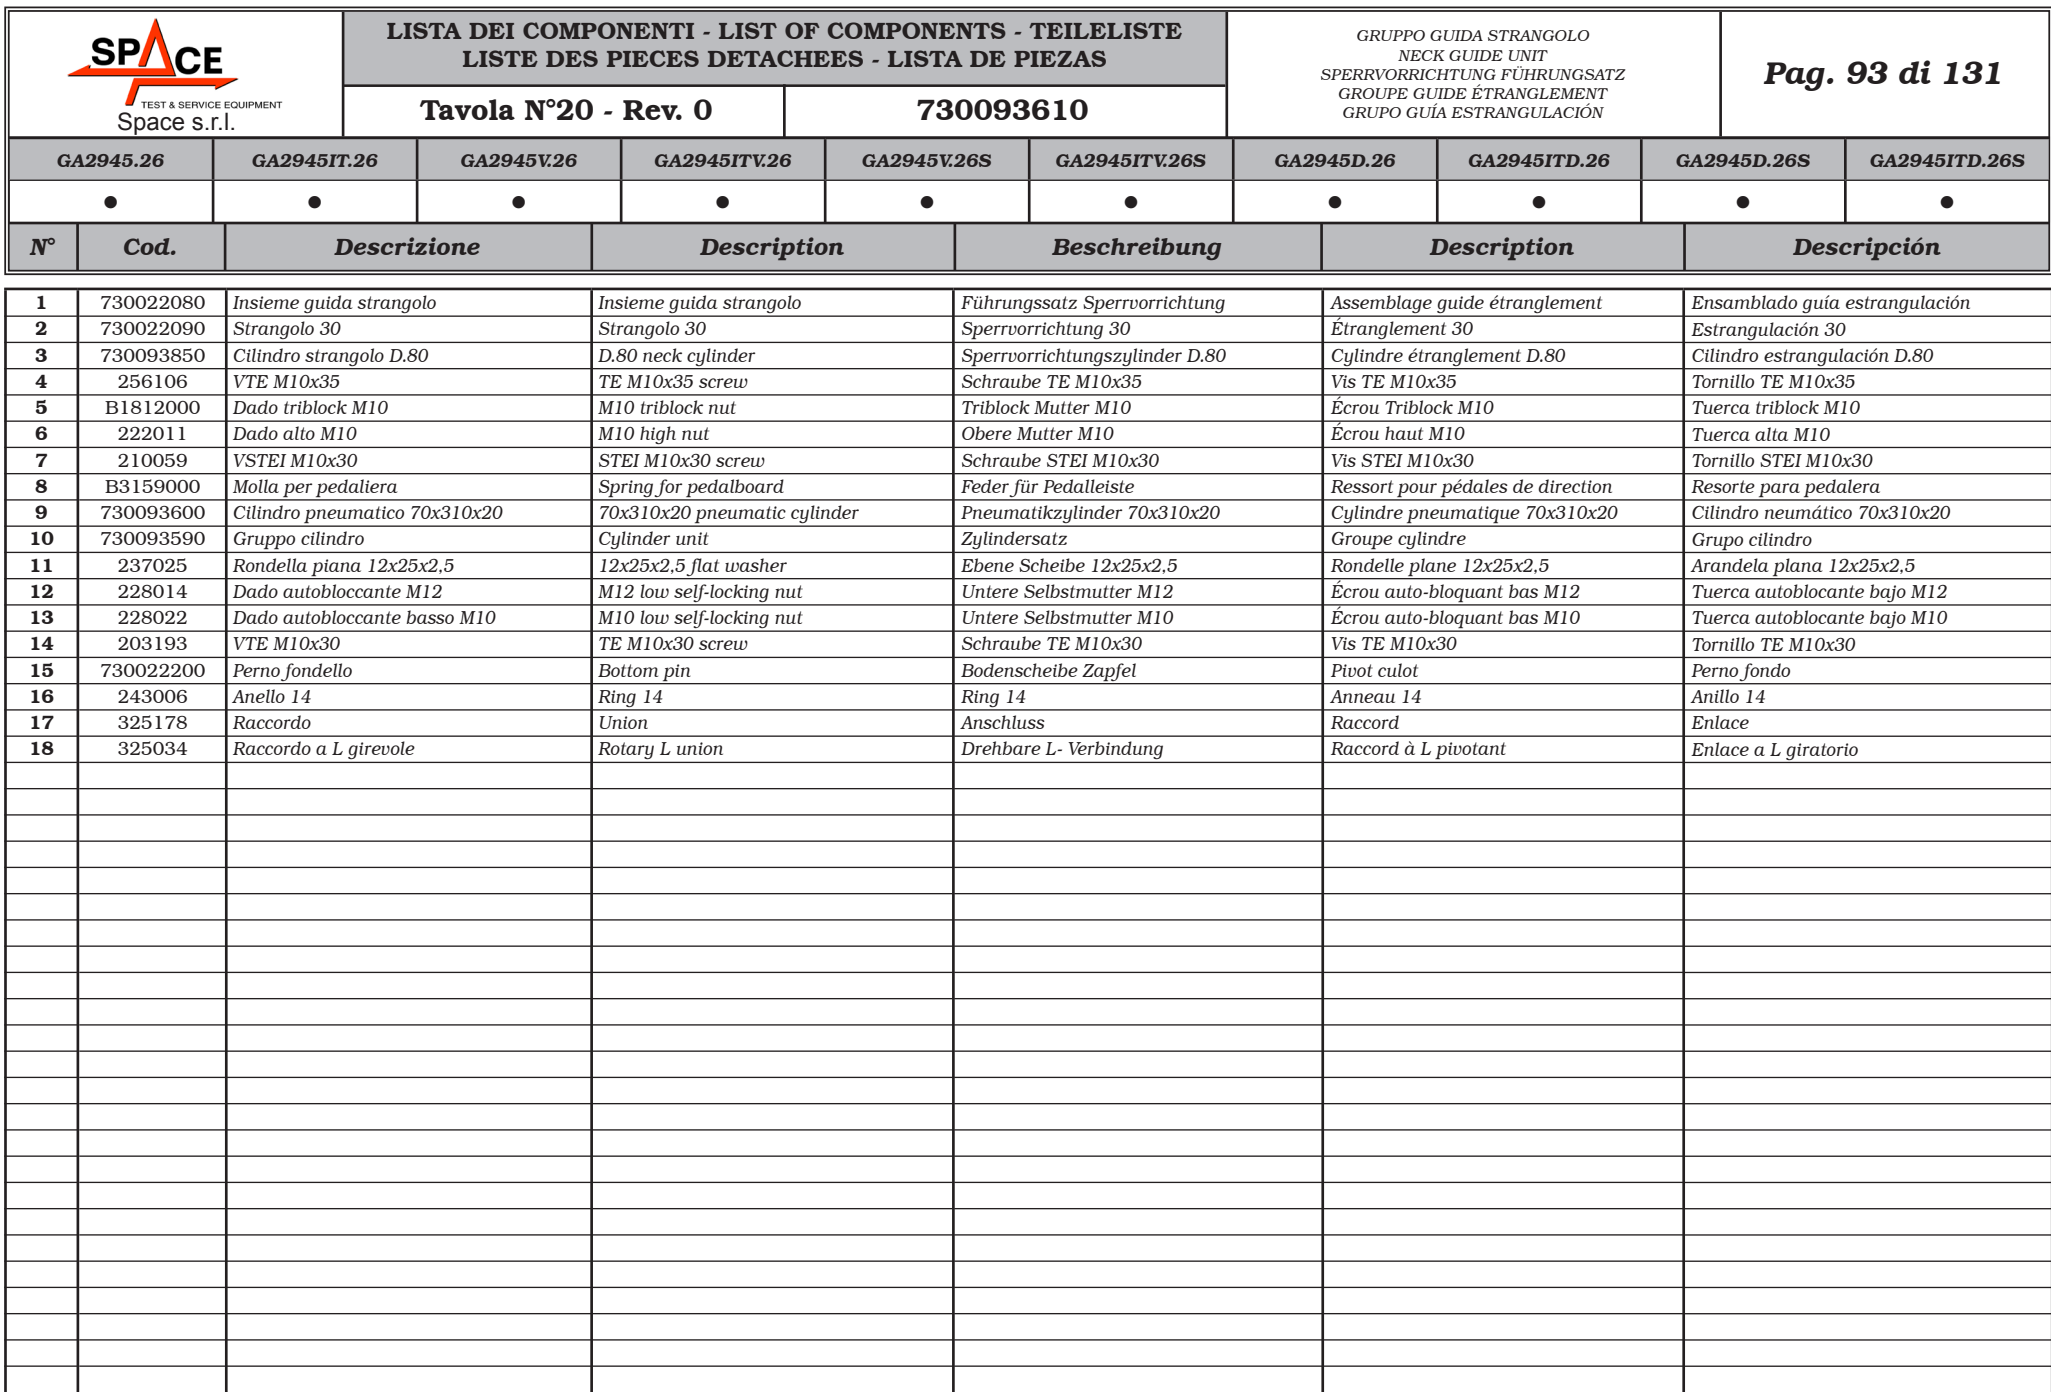 SPACE
TEST & SERVICE EQUIPMENT
Space s.r.l.
LISTA DEI COMPONENTI - LIST OF COMPONENTS - TEILELISTE
LISTE DES PIECES DETACHEES - LISTA DE PIEZAS
Tavola N°20 - Rev. 0 730093610
GRUPPO GUIDA STRANGOLO
NECK GUIDE UNIT
SPERRVORRICHTUNG FÜHRUNGSATZ
GROUPE GUIDE ÉTRANGLEMENT
GRUPO GUÍA ESTRANGULACIÓN
Pag. 93 di 131
GA2945.26 GA2945IT.26 GA2945V.26 GA2945ITV.26 GA2945V.26S GA2945ITV.26S GA2945D.26 GA2945ITD.26 GA2945D.26S GA2945ITD.26S
● ● ● ● ● ● ● ● ● ●
N° Cod. Descrizione Description Beschreibung Description Descripción
1 730022080 Insieme guida strangolo Insieme guida strangolo Führungssatz Sperrvorrichtung Assemblage guide étranglement Ensamblado guía estrangulación
2 730022090 Strangolo 30 Strangolo 30 Sperrvorrichtung 30 Étranglement 30 Estrangulación 30
3 730093850 Cilindro strangolo D.80 D.80 neck cylinder Sperrvorrichtungszylinder D.80 Cylindre étranglement D.80 Cilindro estrangulación D.80
4 256106 VTE M10x35 TE M10x35 screw Schraube TE M10x35 Vis TE M10x35 Tornillo TE M10x35
5 B1812000 Dado triblock M10 M10 triblock nut Triblock Mutter M10 Écrou Triblock M10 Tuerca triblock M10
6 222011 Dado alto M10 M10 high nut Obere Mutter M10 Écrou haut M10 Tuerca alta M10
7 210059 VSTEI M10x30 STEI M10x30 screw Schraube STEI M10x30 Vis STEI M10x30 Tornillo STEI M10x30
8 B3159000 Molla per pedaliera Spring for pedalboard Feder für Pedalleiste Ressort pour pédales de direction Resorte para pedalera
9 730093600 Cilindro pneumatico 70x310x20 70x310x20 pneumatic cylinder Pneumatikzylinder 70x310x20 Cylindre pneumatique 70x310x20 Cilindro neumático 70x310x20
10 730093590 Gruppo cilindro Cylinder unit Zylindersatz Groupe cylindre Grupo cilindro
11 237025 Rondella piana 12x25x2,5 12x25x2,5 flat washer Ebene Scheibe 12x25x2,5 Rondelle plane 12x25x2,5 Arandela plana 12x25x2,5
12 228014 Dado autobloccante M12 M12 low self-locking nut Untere Selbstmutter M12 Écrou auto-bloquant bas M12 Tuerca autoblocante bajo M12
13 228022 Dado autobloccante basso M10 M10 low self-locking nut Untere Selbstmutter M10 Écrou auto-bloquant bas M10 Tuerca autoblocante bajo M10
14 203193 VTE M10x30 TE M10x30 screw Schraube TE M10x30 Vis TE M10x30 Tornillo TE M10x30
15 730022200 Perno fondello Bottom pin Bodenscheibe Zapfel Pivot culot Perno fondo
16 243006 Anello 14 Ring 14 Ring 14 Anneau 14 Anillo 14
17 325178 Raccordo Union Anschluss Raccord Enlace
18 325034 Raccordo a L girevole Rotary L union Drehbare L- Verbindung Raccord à L pivotant Enlace a L giratorio